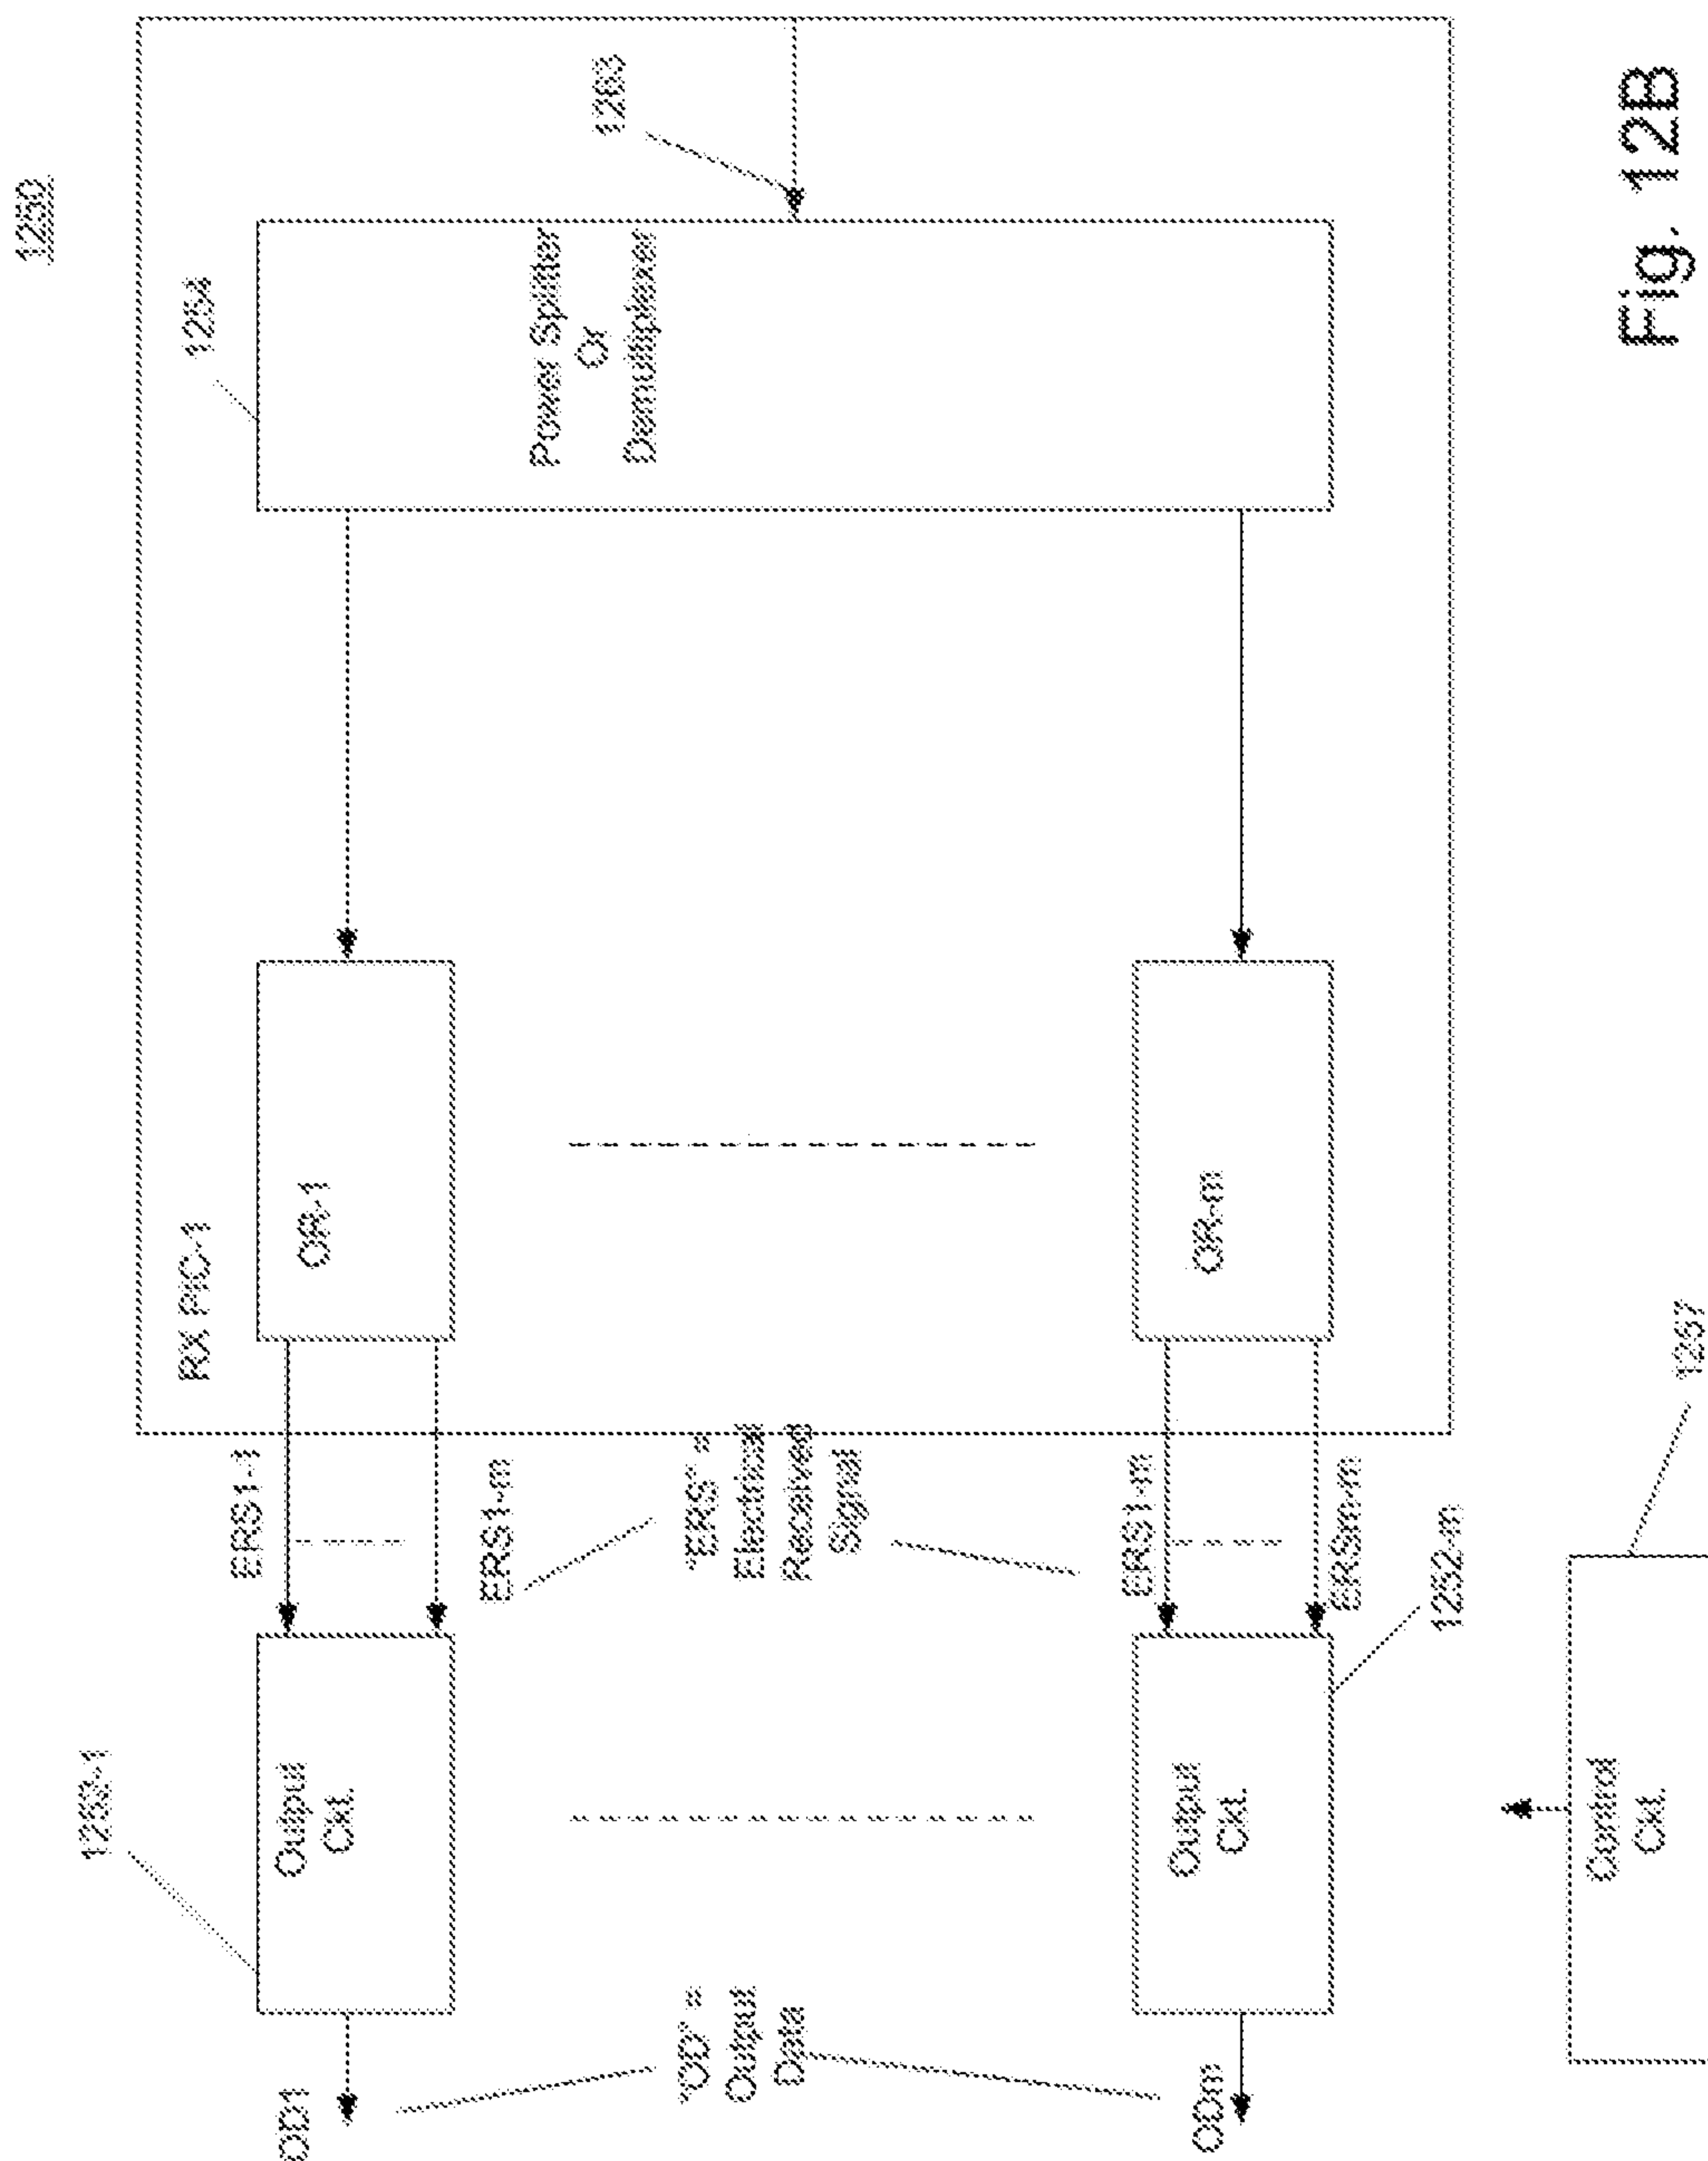 1250
1254
1263
Power Splitter
Or
Demultiplexer
RX PIC-1
OR-1
OR-m
ERS1-1
ERS1-m
"ERS" =
Electrical
Received
Signal
ERS1-m
ERSm-m
1252-1
Output
Ckt.
Output
Ckt.
1252-m
OD1
"OD" =
Output
Data
ODm
Control
Ckt.
1257
Fig. 12B